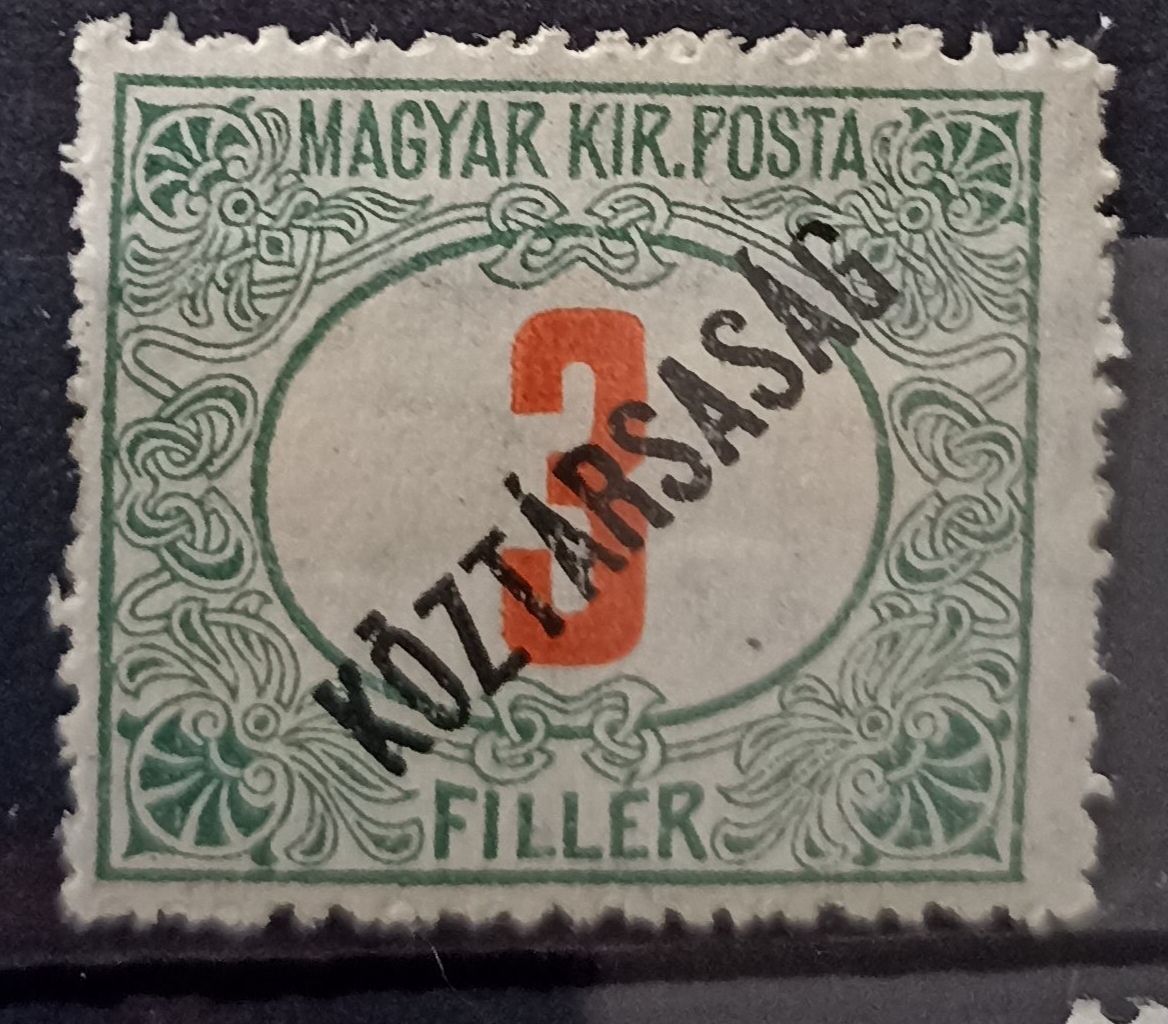 MAGYAR KIR. POSTA
3
KÖZTÁRSASÁG
FILLER